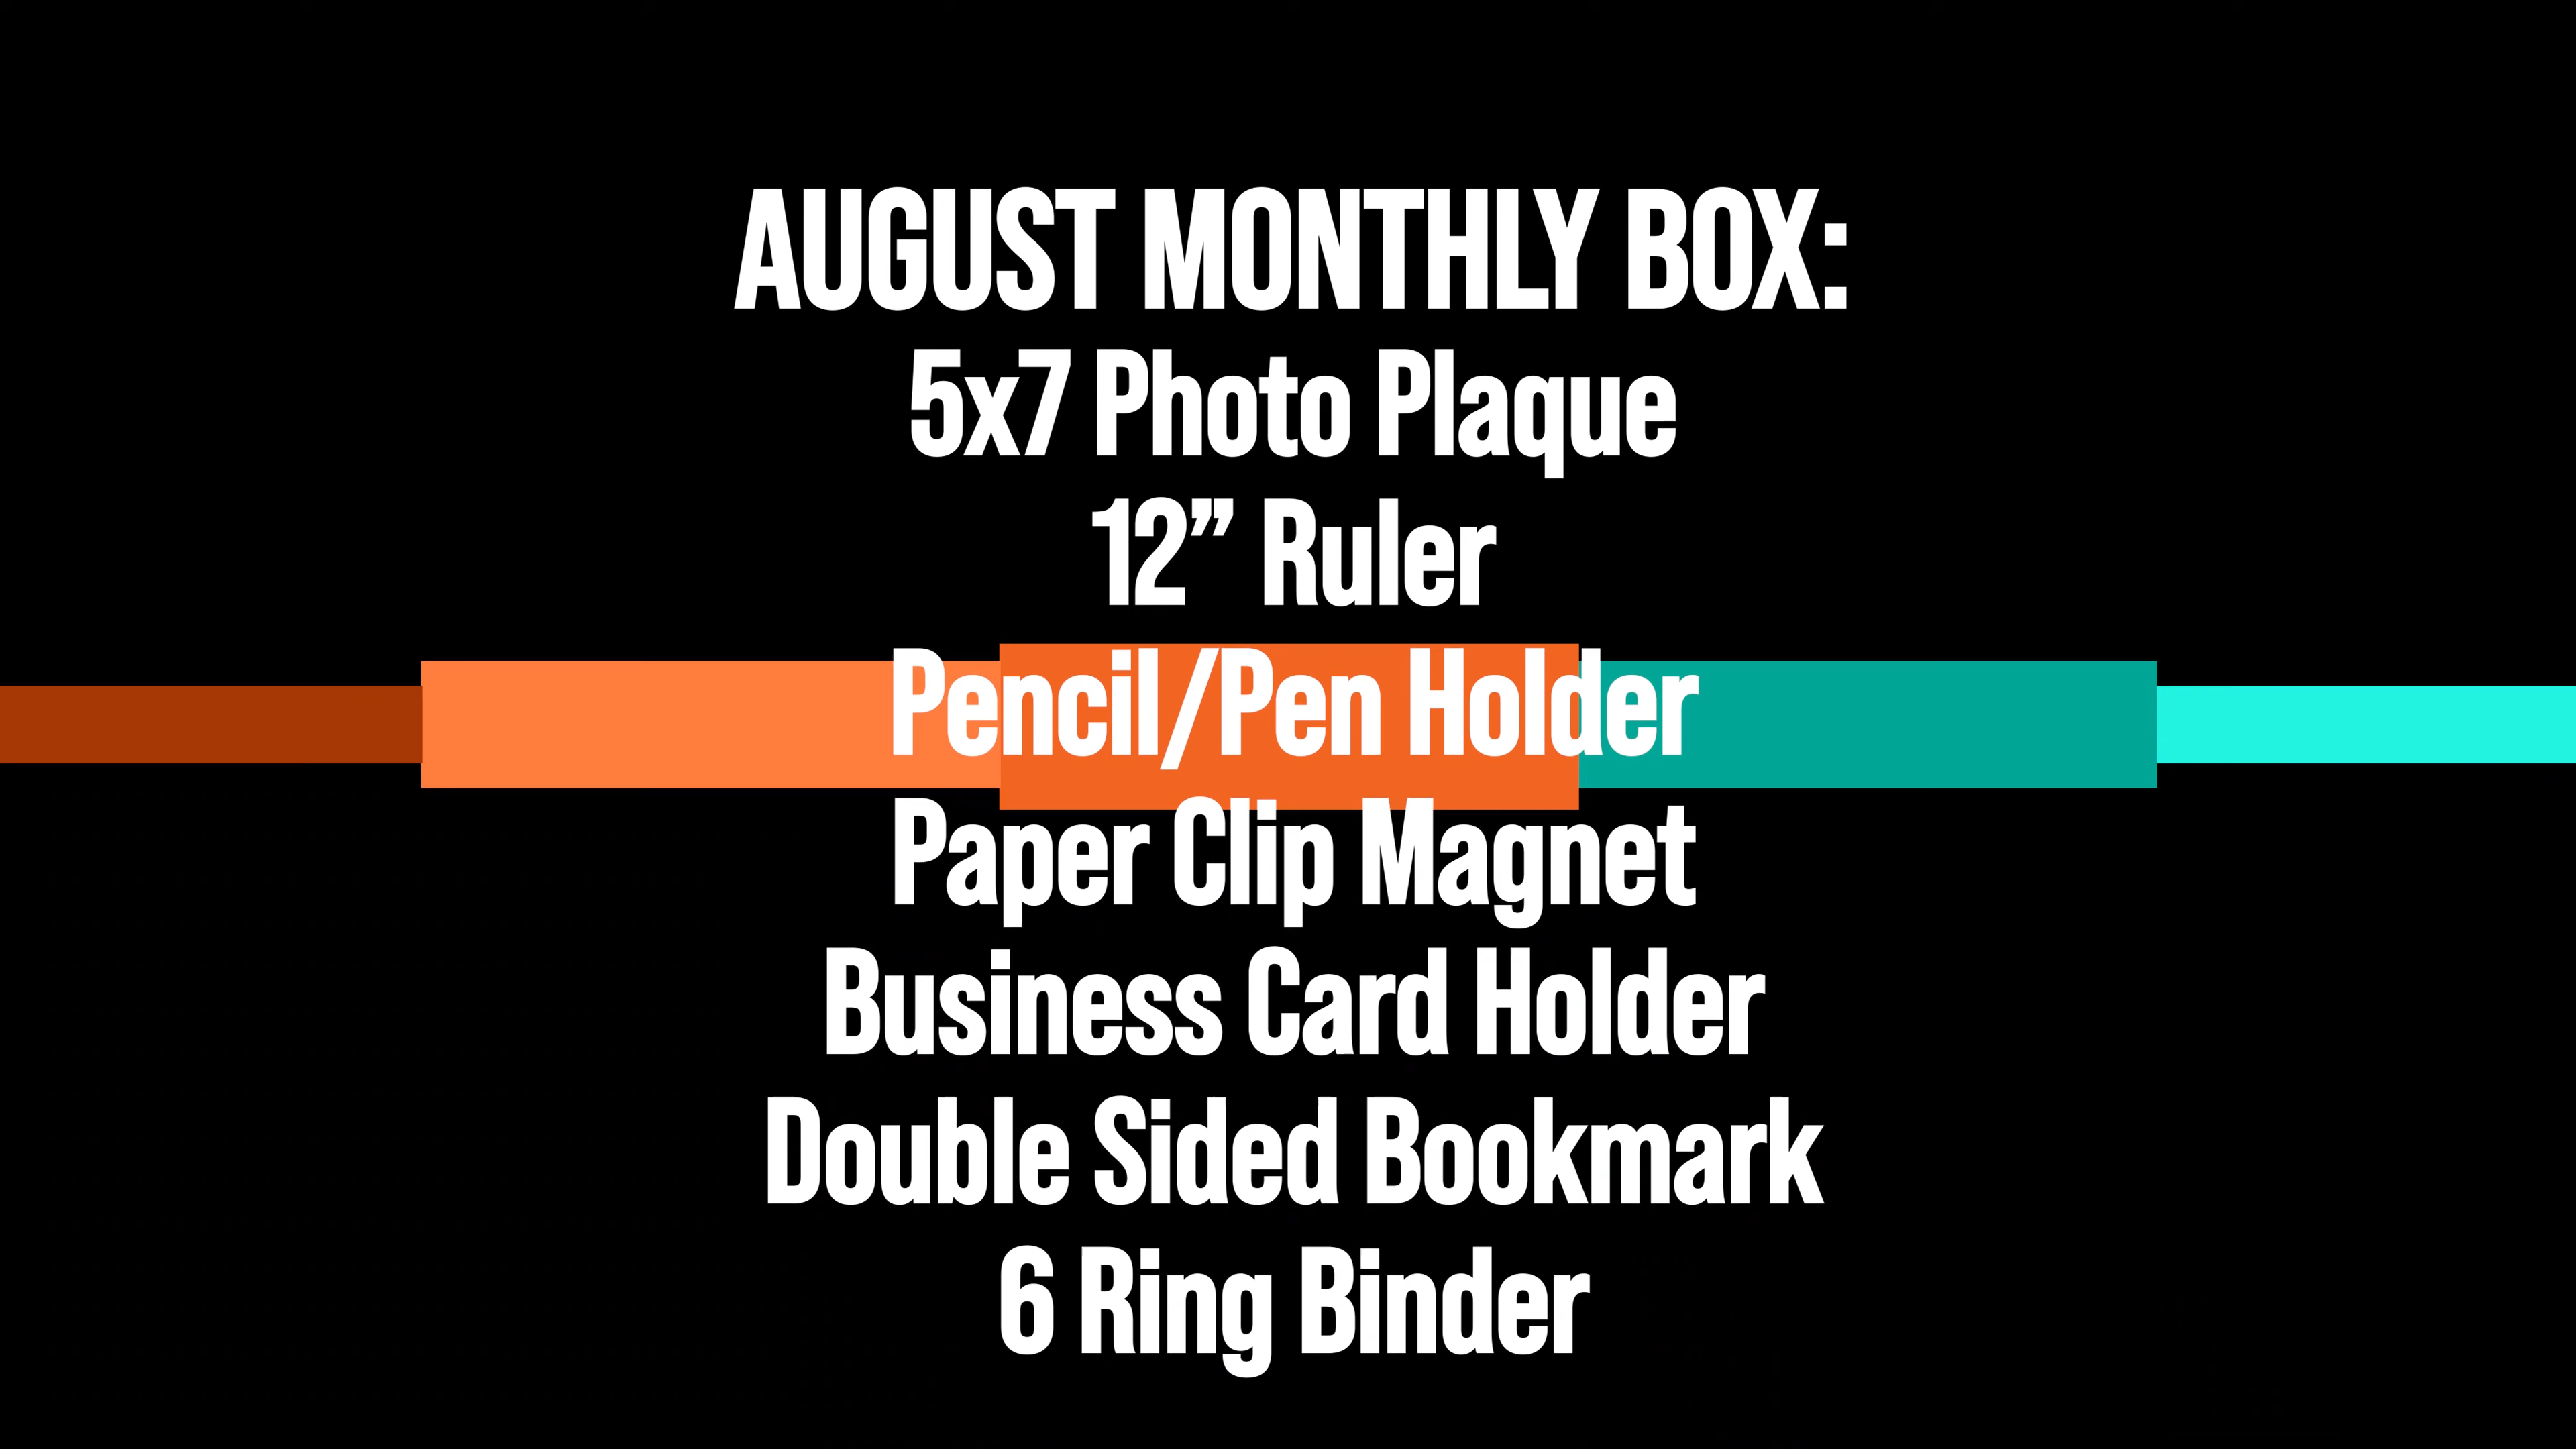 AUGUST MONTHLY BOX:
5x7 Photo Plaque
12” Ruler
Pencil/Pen Holder
Paper Clip Magnet
Business Card Holder
Double Sided Bookmark
6 Ring Binder